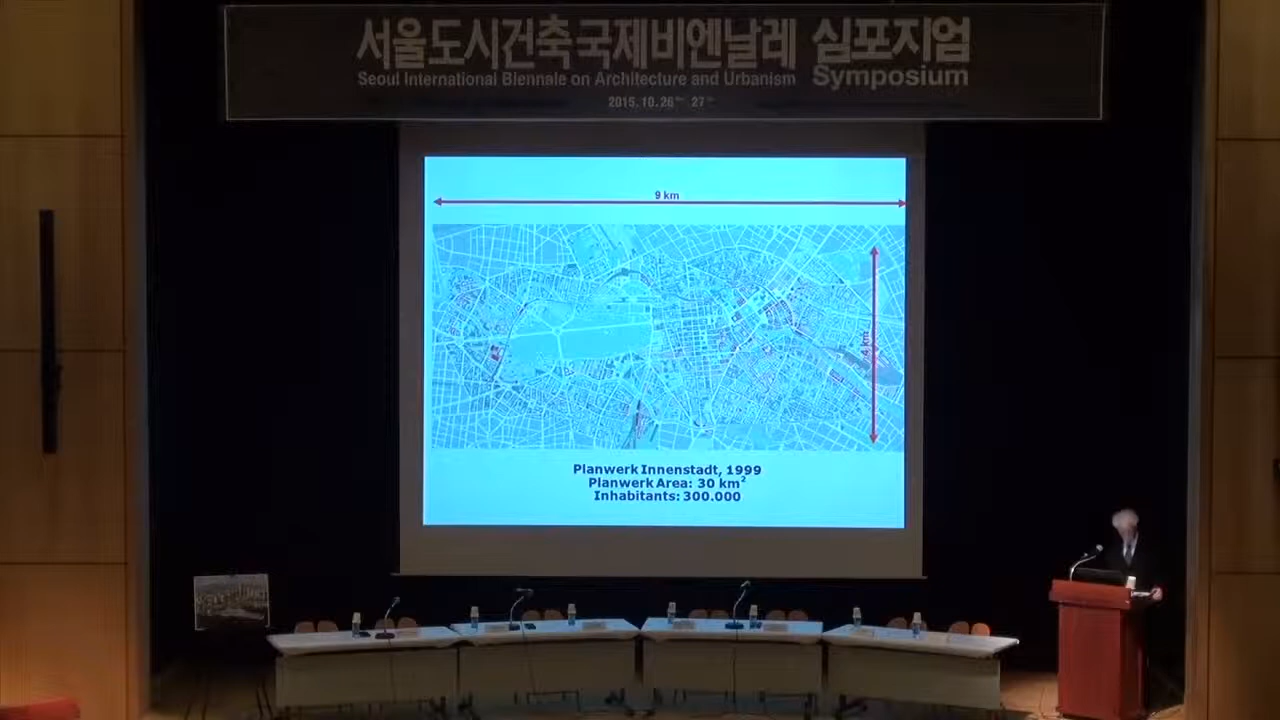 서울도시건축국제비엔날레 심포지엄
Seoul International Biennale on Architecture and Urbanism Symposium
2015. 10. 26 27
9 km
4 km
Planwerk Innenstadt, 1999
Planwerk Area: 30 km²
Inhabitants: 300.000